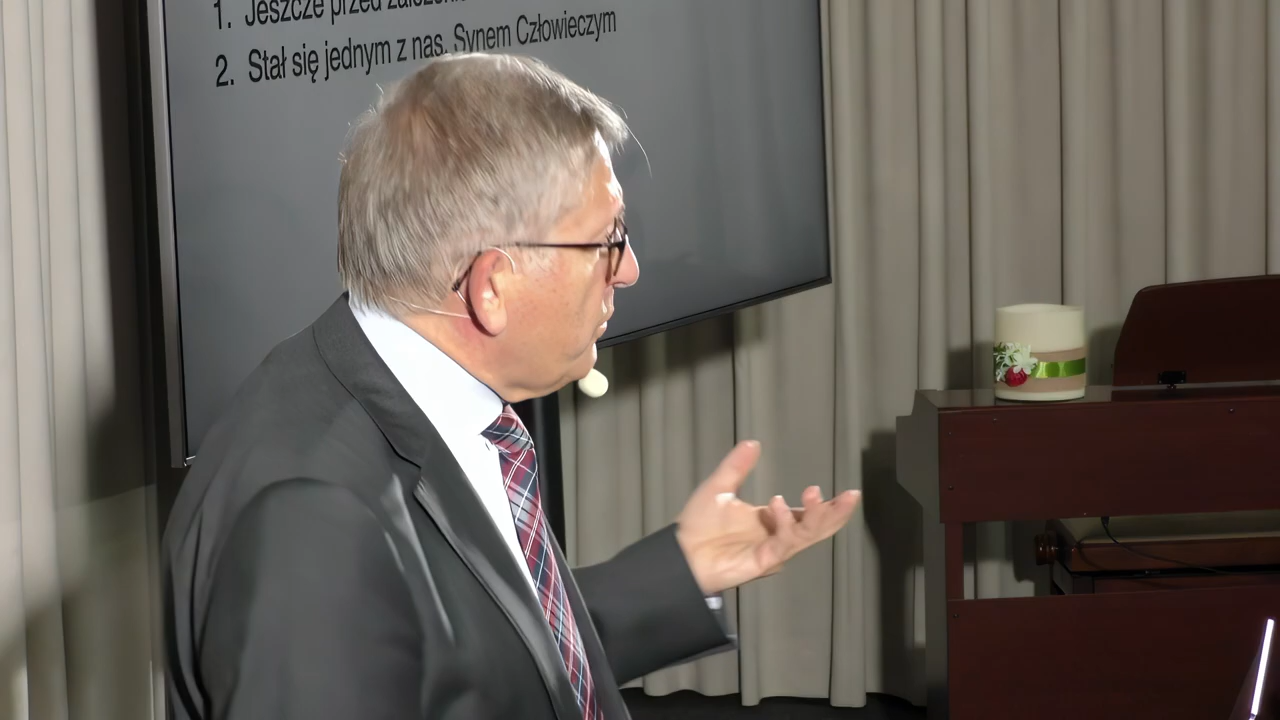 1. Jeszcze przed
2. Stał się jednym z nas, Synem Człowieczym